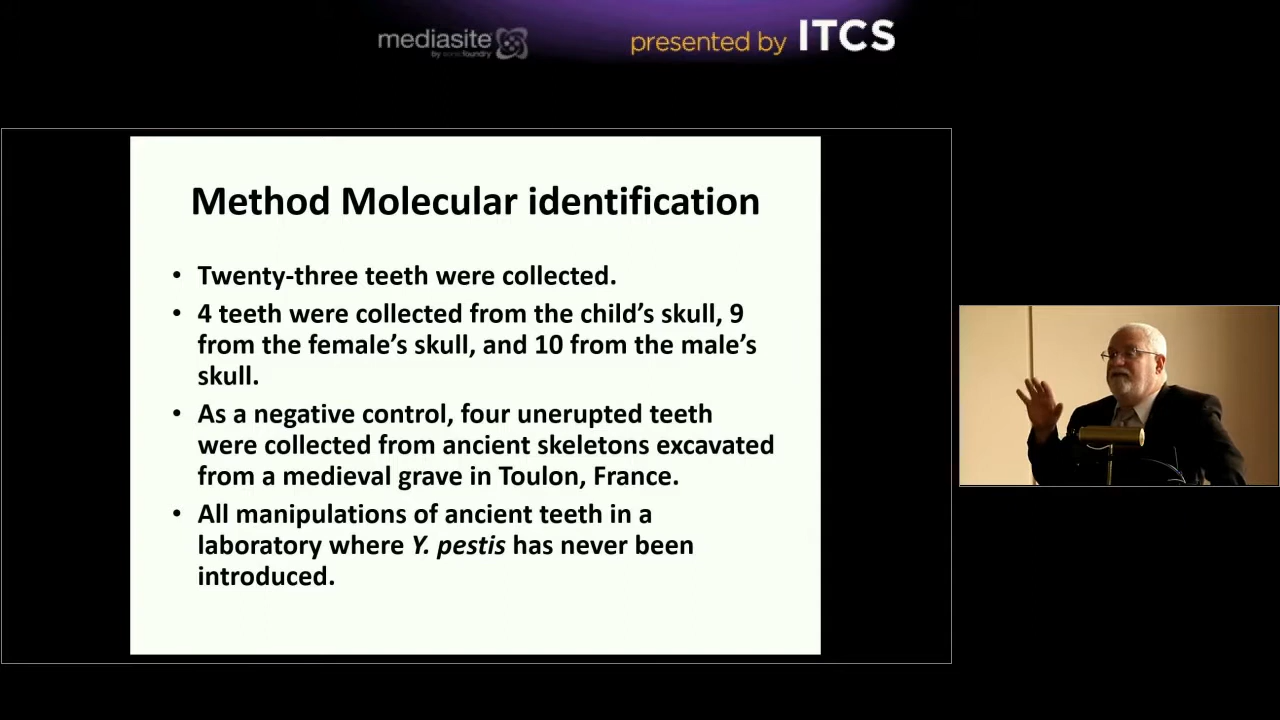 mediasite
by sonicfoundry
presented by ITCS
Method Molecular identification
• Twenty-three teeth were collected.
• 4 teeth were collected from the child’s skull, 9
from the female’s skull, and 10 from the male’s
skull.
• As a negative control, four unerupted teeth
were collected from ancient skeletons excavated
from a medieval grave in Toulon, France.
• All manipulations of ancient teeth in a
laboratory where Y. pestis has never been
introduced.